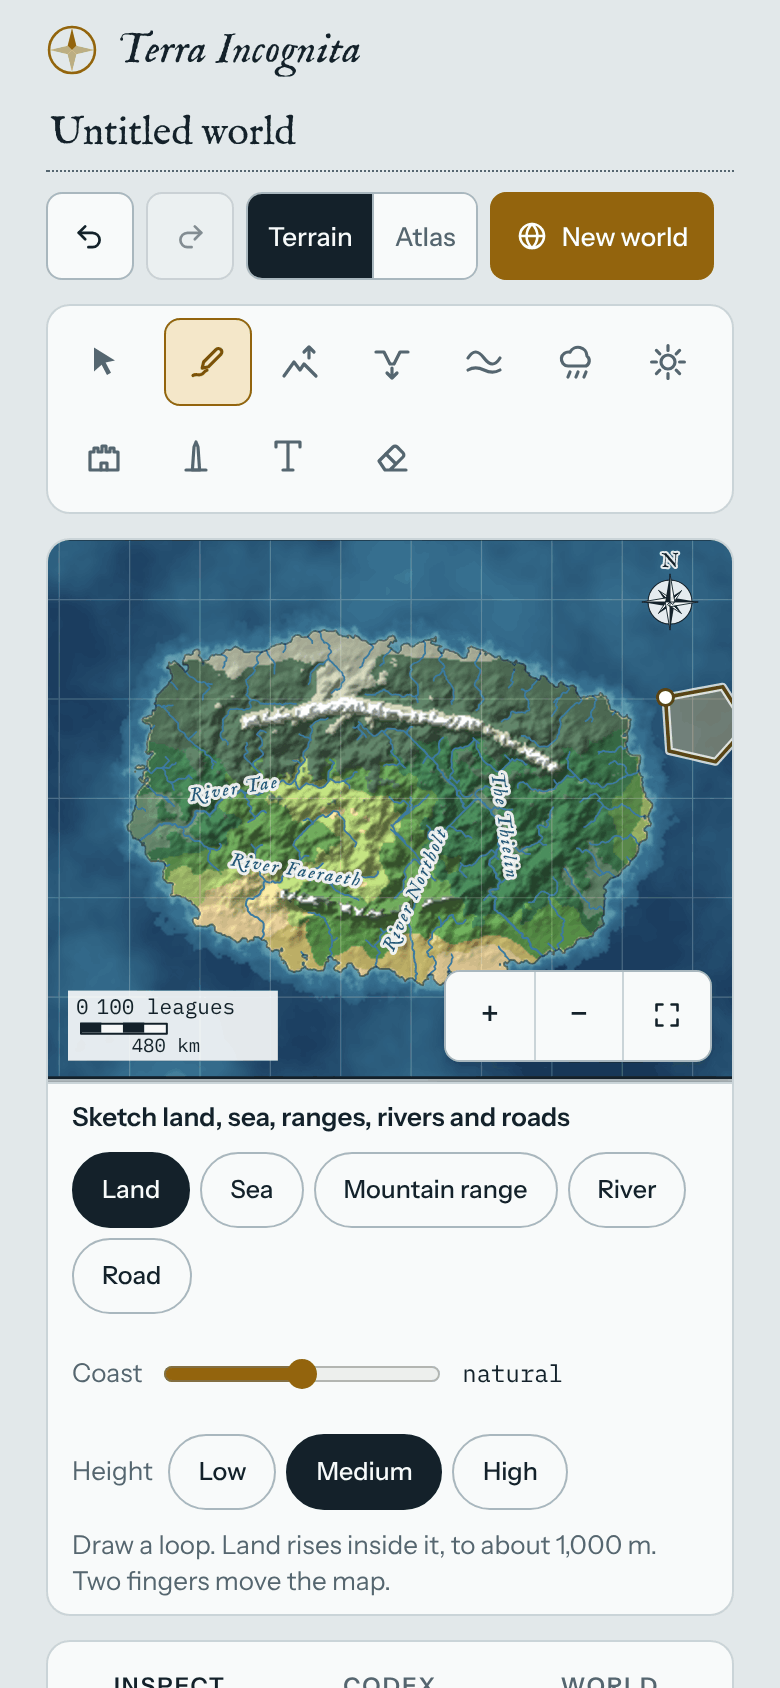 Terra Incognita
Untitled world
Terrain
Atlas
New world
N
River Tae
The Thielin
River Faeraeth
River Northolt
0 100 leagues
480 km
+
−
Sketch land, sea, ranges, rivers and roads
Land
Sea
Mountain range
River
Road
Coast
natural
Height
Low
Medium
High
Draw a loop. Land rises inside it, to about 1,000 m.
Two fingers move the map.
INSPECT
CODEX
WORLD